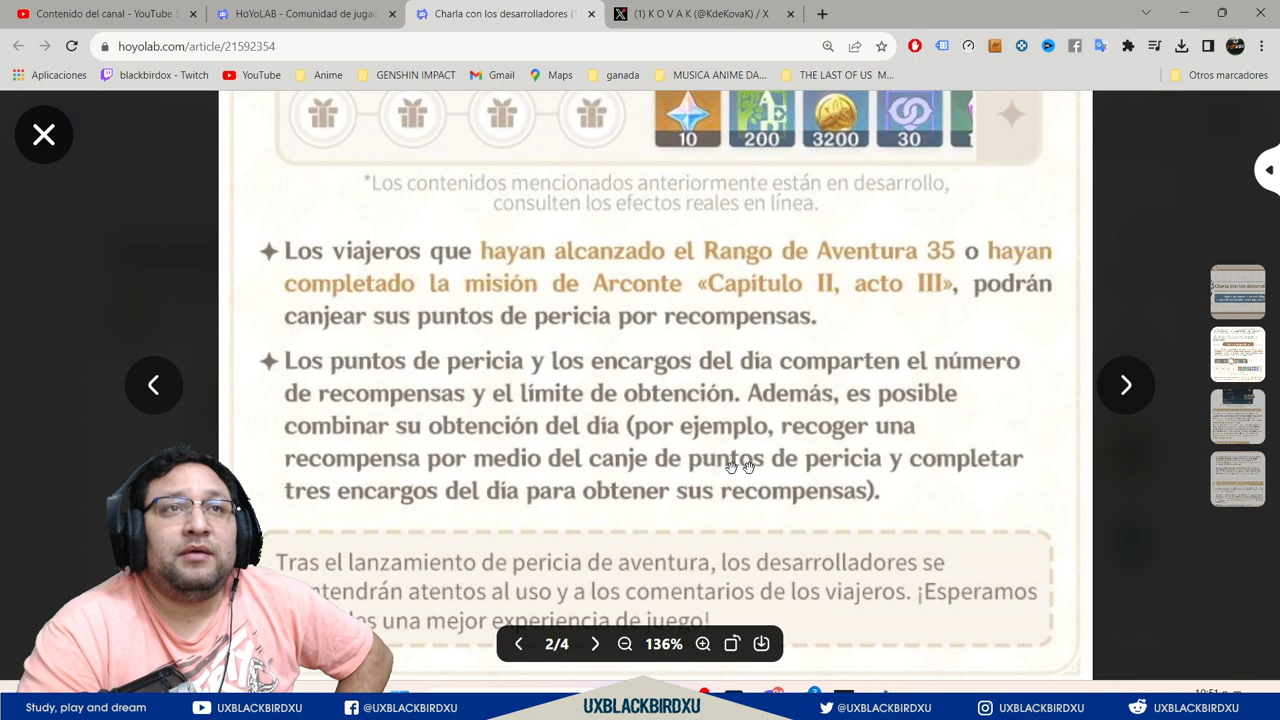 Contenido del canal - YouTube S
HoYoLAB - Comunidad de jugad
Charla con los desarrolladores (
(1) K O V A K (@KdeKovaK) / X
hoyolab.com/article/21592354
Aplicaciones
blackbirdox - Twitch
YouTube
Anime
GENSHIN IMPACT
Gmail
Maps
ganada
MUSICA ANIME DA...
THE LAST OF US M...
Otros marcadores
10
200
3200
30
*Los contenidos mencionados anteriormente están en desarrollo,
consulten los efectos reales en línea.
Los viajeros que hayan alcanzado el Rango de Aventura 35 o hayan
completado la misión de Arconte «Capítulo II, acto III», podrán
canjear sus puntos de pericia por recompensas.
Los puntos de pericia y los encargos del día comparten el número
de recompensas y el límite de obtención. Además, es posible
combinar su obtención del día (por ejemplo, recoger una
recompensa por medio del canje de puntos de pericia y completar
tres encargos del día para obtener sus recompensas).
Tras el lanzamiento de pericia de aventura, los desarrolladores se
ntendrán atentos al uso y a los comentarios de los viajeros. ¡Esperamos
es una mejor experiencia de juego!
2/4
136%
Study, play and dream
UXBLACKBIRDXU
@UXBLACKBIRDXU
UXBLACKBIRDXU
@UXBLACKBIRDXU
UXBLACKBIRDXU
UXBLACKBIRDXU